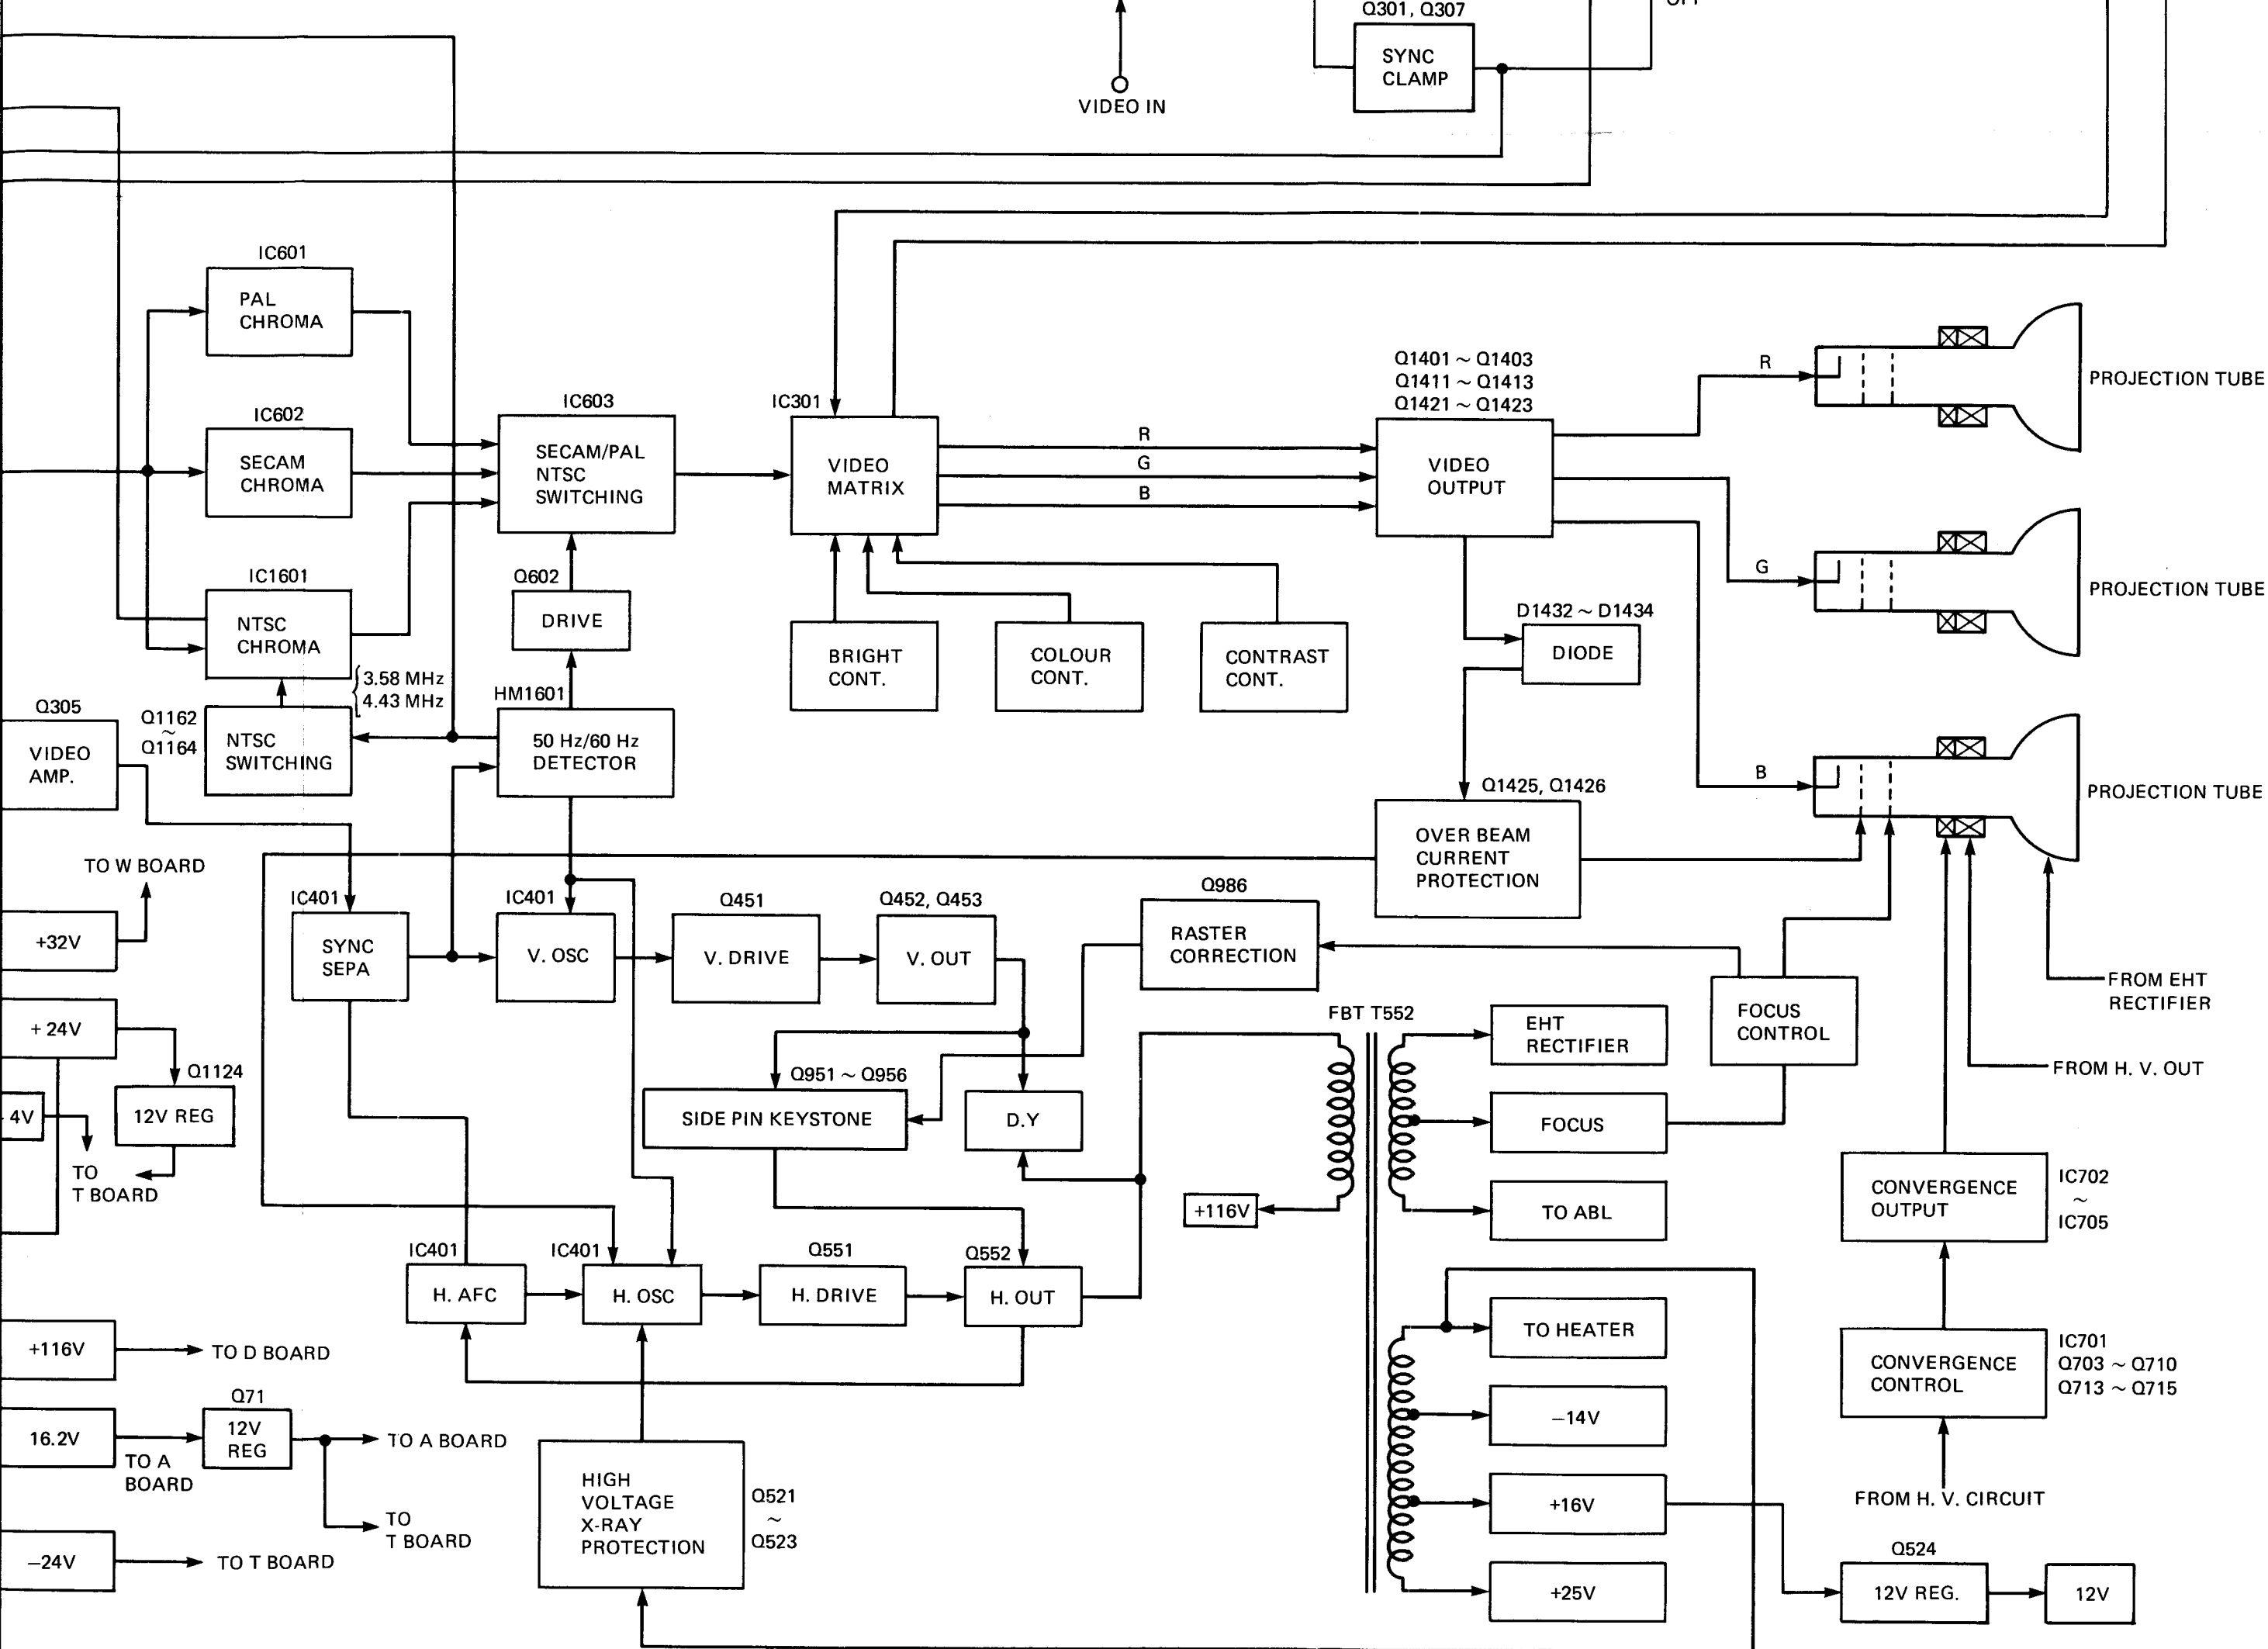 Q301, Q307
SYNC
CLAMP
VIDEO IN
IC601
PAL
CHROMA
IC602
SECAM
CHROMA
IC1601
NTSC
CHROMA
3.58 MHz
4.43 MHz
Q1162
~
Q1164
NTSC
SWITCHING
IC603
SECAM/PAL
NTSC
SWITCHING
Q602
DRIVE
HM1601
50 Hz/60 Hz
DETECTOR
IC301
VIDEO
MATRIX
R
G
B
BRIGHT
CONT.
COLOUR
CONT.
CONTRAST
CONT.
Q1401 ~ Q1403
Q1411 ~ Q1413
Q1421 ~ Q1423
VIDEO
OUTPUT
D1432 ~ D1434
DIODE
Q1425, Q1426
OVER BEAM
CURRENT
PROTECTION
R
PROJECTION TUBE
G
PROJECTION TUBE
B
PROJECTION TUBE
Q305
VIDEO
AMP.
TO W BOARD
+32V
+ 24V
Q1124
12V REG
4V
TO
T BOARD
IC401
SYNC
SEPA
IC401
V. OSC
Q451
V. DRIVE
Q452, Q453
V. OUT
Q986
RASTER
CORRECTION
Q951 ~ Q956
SIDE PIN KEYSTONE
D.Y
FBT T552
+116V
EHT
RECTIFIER
FOCUS
TO ABL
FOCUS
CONTROL
FROM EHT
RECTIFIER
FROM H. V. OUT
CONVERGENCE
OUTPUT
IC702
~
IC705
CONVERGENCE
CONTROL
IC701
Q703 ~ Q710
Q713 ~ Q715
FROM H. V. CIRCUIT
IC401
H. AFC
IC401
H. OSC
Q551
H. DRIVE
Q552
H. OUT
+116V
TO D BOARD
16.2V
TO A
BOARD
Q71
12V
REG
TO A BOARD
TO
T BOARD
−24V
TO T BOARD
HIGH
VOLTAGE
X-RAY
PROTECTION
Q521
~
Q523
TO HEATER
−14V
+16V
+25V
Q524
12V REG.
12V